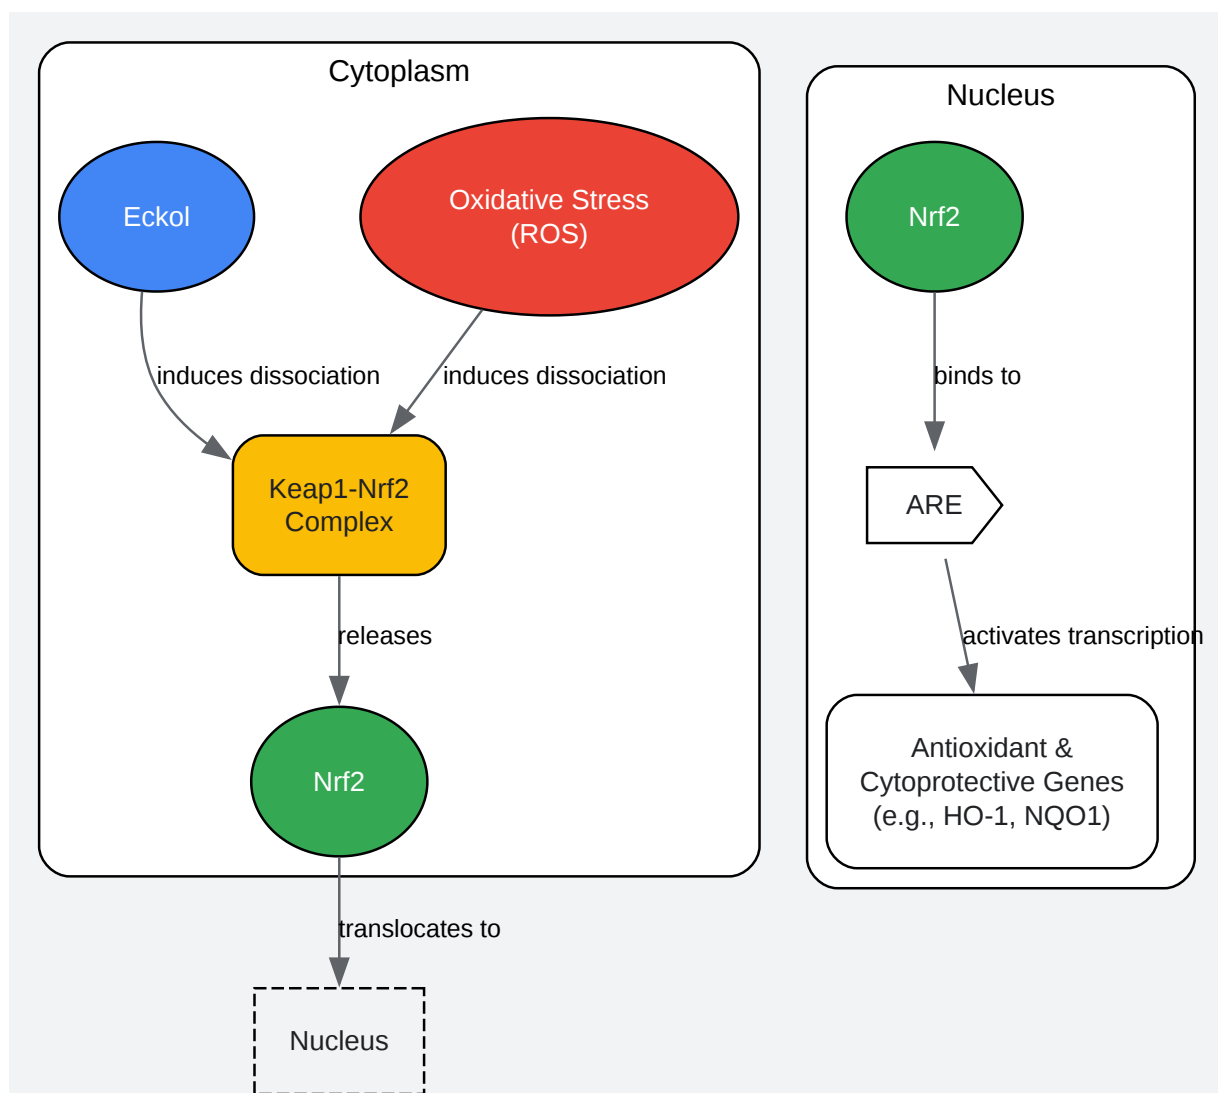 Cytoplasm
Eckol
Oxidative Stress
(ROS)
induces dissociation
induces dissociation
Keap1-Nrf2
Complex
releases
Nrf2
translocates to
Nucleus
Nucleus
Nrf2
binds to
ARE
activates transcription
Antioxidant &
Cytoprotective Genes
(e.g., HO-1, NQO1)